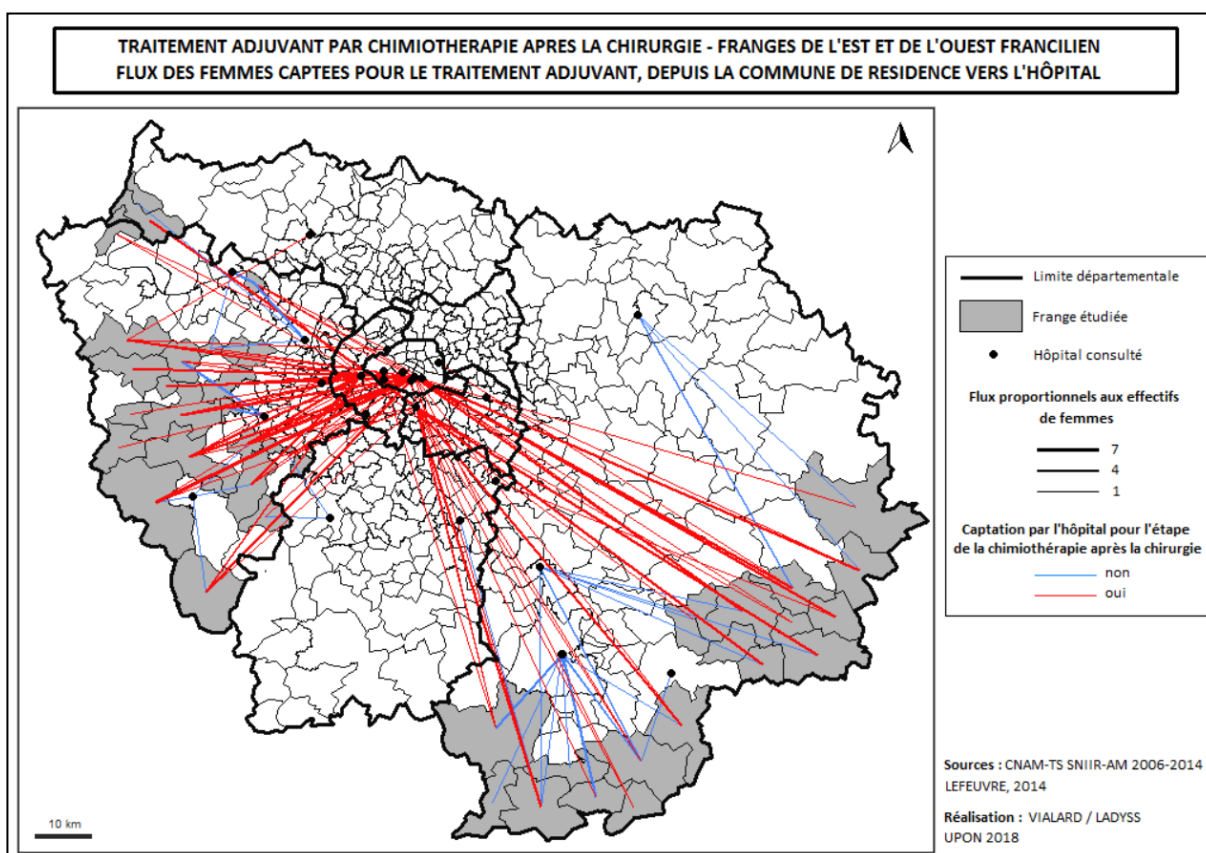 TRAITEMENT ADJUVANT PAR CHIMIOTHERAPIE APRES LA CHIRURGIE - FRANGES DE L'EST ET DE L'OUEST FRANCILIEN
FLUX DES FEMMES CAPTEES POUR LE TRAITEMENT ADJUVANT, DEPUIS LA COMMUNE DE RESIDENCE VERS L'HÔPITAL
Limite départementale
Frange étudiée
Hôpital consulté
Flux proportionnels aux effectifs
de femmes
7
4
1
Captation par l'hôpital pour l'étape
de la chimiothérapie après la chirurgie
non
oui
Sources : CNAM-TS SNIIR-AM 2006-2014
LEFEUVRE, 2014
Réalisation : VIALARD / LADYSS
UPON 2018
10 km